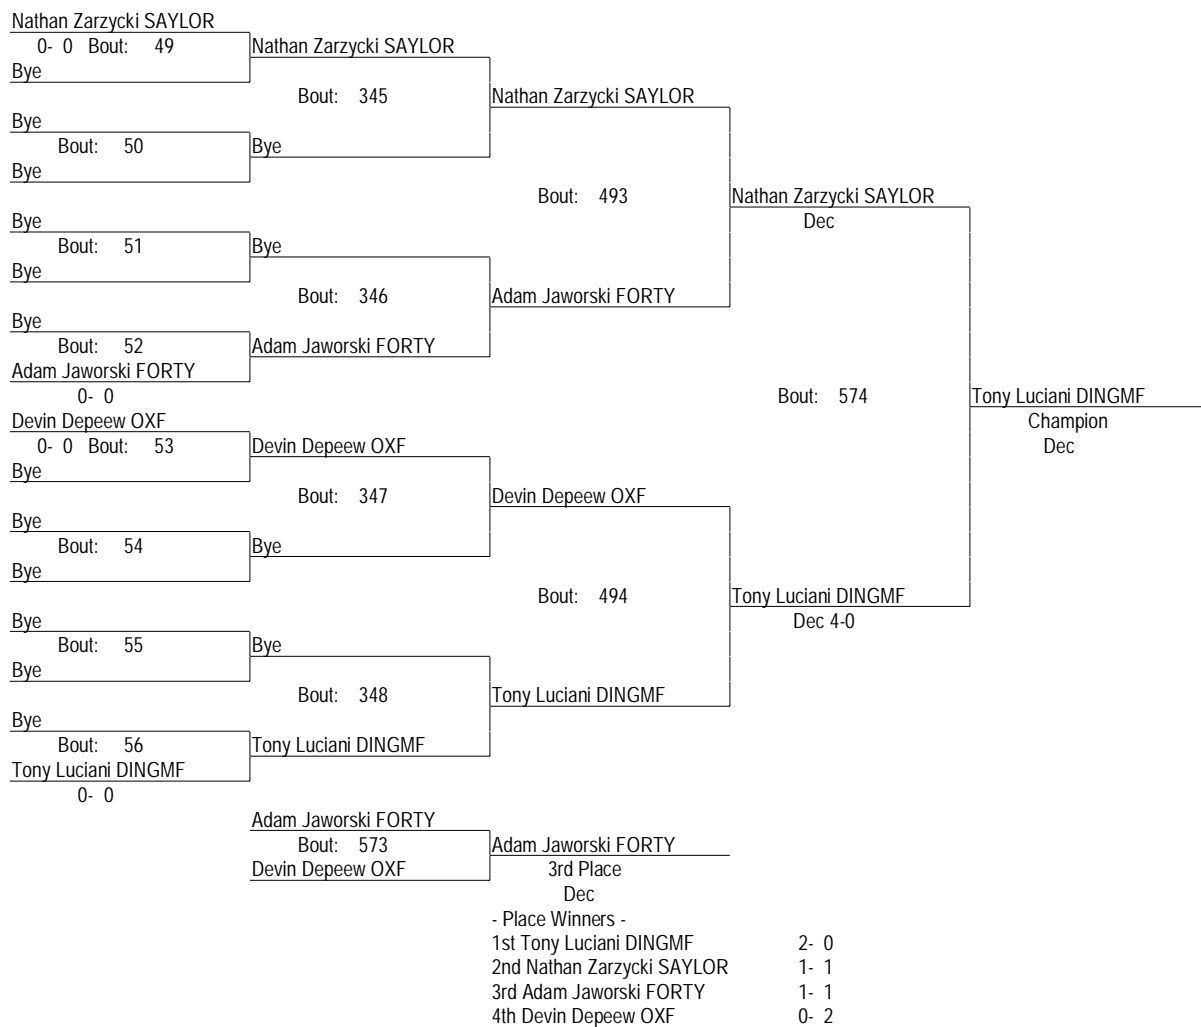 Nathan Zarzycki SAYLOR
0- 0 Bout: 49
Nathan Zarzycki SAYLOR
Bye
Bout: 345
Nathan Zarzycki SAYLOR
Bye
Bout: 50
Bye
Bye
Bout: 493
Nathan Zarzycki SAYLOR
Dec
Bye
Bout: 51
Bye
Bye
Bout: 346
Adam Jaworski FORTY
Bye
Bout: 52
Adam Jaworski FORTY
Adam Jaworski FORTY
0- 0
Bout: 574
Tony Luciani DINGMF
Champion
Dec
Devin Depeew OXF
0- 0 Bout: 53
Devin Depeew OXF
Bye
Bout: 347
Devin Depeew OXF
Bye
Bout: 54
Bye
Bye
Bout: 494
Tony Luciani DINGMF
Dec 4-0
Bye
Bout: 55
Bye
Bye
Bout: 348
Tony Luciani DINGMF
Bye
Bout: 56
Tony Luciani DINGMF
Tony Luciani DINGMF
0- 0
Adam Jaworski FORTY
Bout: 573
Adam Jaworski FORTY
Devin Depeew OXF
3rd Place
Dec
- Place Winners -
1st Tony Luciani DINGMF 2- 0
2nd Nathan Zarzycki SAYLOR 1- 1
3rd Adam Jaworski FORTY 1- 1
4th Devin Depeew OXF 0- 2